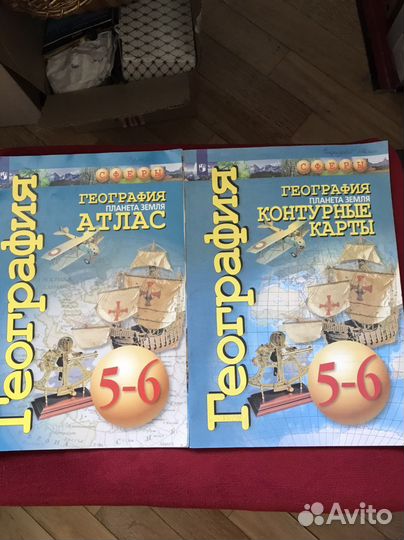 СФЕРЫ
География
ГЕОГРАФИЯ
ПЛАНЕТА ЗЕМЛЯ
АТЛАС
5-6
СФЕРЫ
География
ГЕОГРАФИЯ
ПЛАНЕТА ЗЕМЛЯ
КОНТУРНЫЕ
КАРТЫ
5-6
Avito